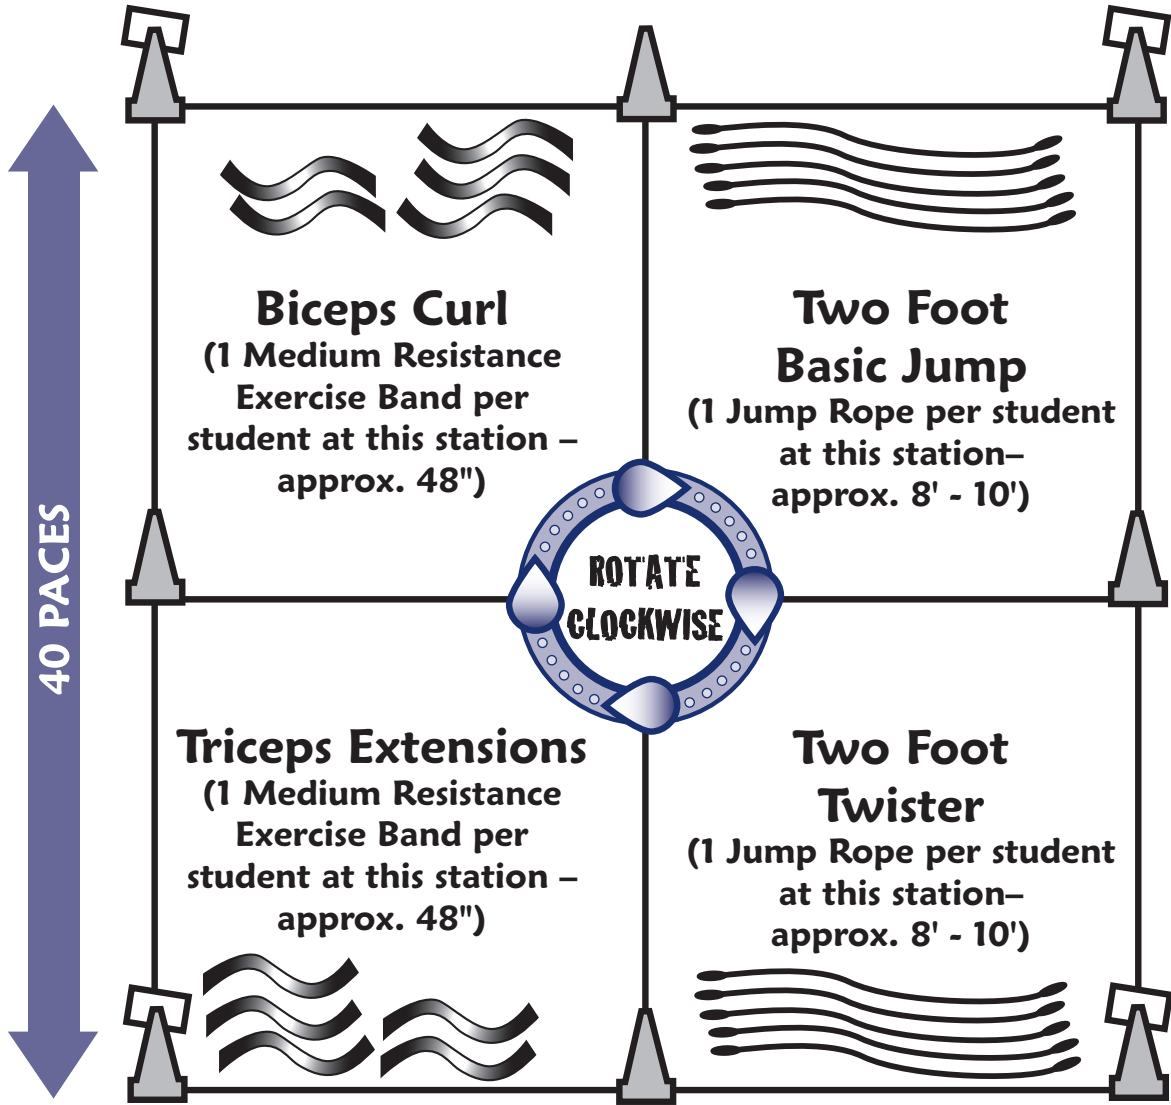 Biceps Curl
(1 Medium Resistance
Exercise Band per
student at this station –
approx. 48")
Two Foot
Basic Jump
(1 Jump Rope per student
at this station–
approx. 8' - 10')
40 PACES
ROTATE
CLOCKWISE
Triceps Extensions
(1 Medium Resistance
Exercise Band per
student at this station –
approx. 48")
Two Foot
Twister
(1 Jump Rope per student
at this station–
approx. 8' - 10')